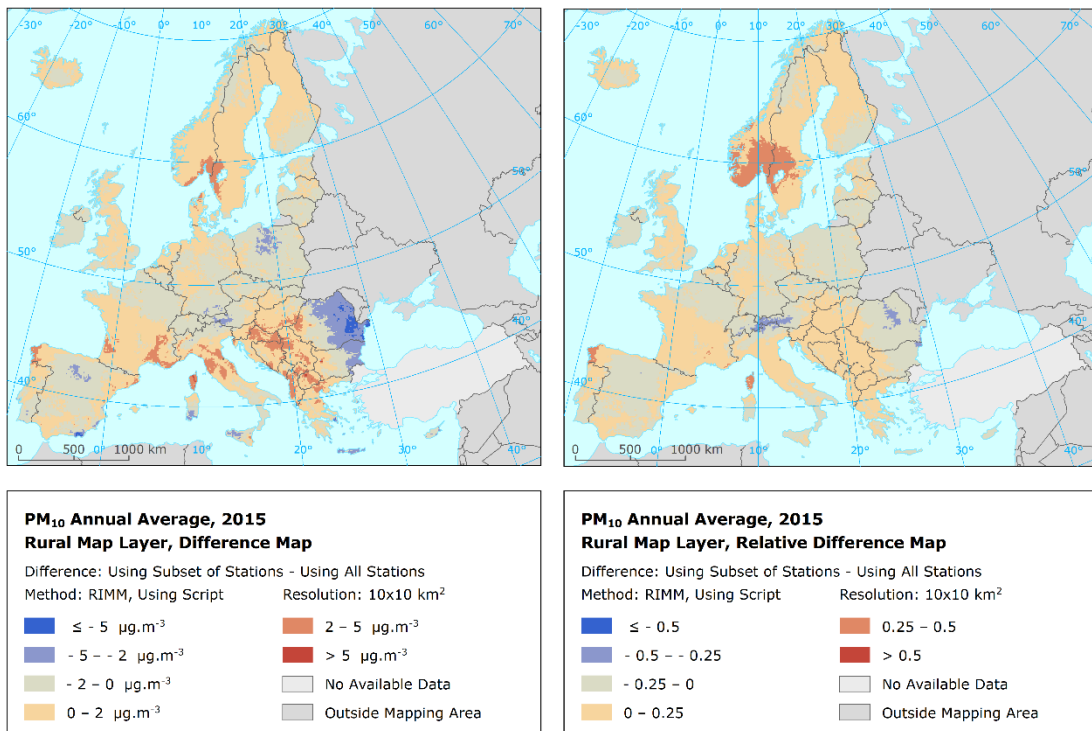 -30° -20° -10° 0° 10° 20° 30° 40° 50° 60° 70°
60°
50°
50°
40°
40°
0 500 1000 km
0° 10° 20° 30° 40°
PM₁₀ Annual Average, 2015
Rural Map Layer, Difference Map
Difference: Using Subset of Stations - Using All Stations
Method: RIMM, Using Script Resolution: 10x10 km²
≤ - 5 µg.m⁻³ 2 – 5 µg.m⁻³
- 5 – - 2 µg.m⁻³ > 5 µg.m⁻³
- 2 – 0 µg.m⁻³ No Available Data
0 – 2 µg.m⁻³ Outside Mapping Area
-30° -20° -10° 0° 10° 20° 30° 40° 50° 60° 70°
60°
50°
50°
40°
40°
0 500 1000 km
0° 10° 20° 30° 40°
PM₁₀ Annual Average, 2015
Rural Map Layer, Relative Difference Map
Difference: Using Subset of Stations - Using All Stations
Method: RIMM, Using Script Resolution: 10x10 km²
≤ - 0.5 0.25 – 0.5
- 0.5 – - 0.25 > 0.5
- 0.25 – 0 No Available Data
0 – 0.25 Outside Mapping Area